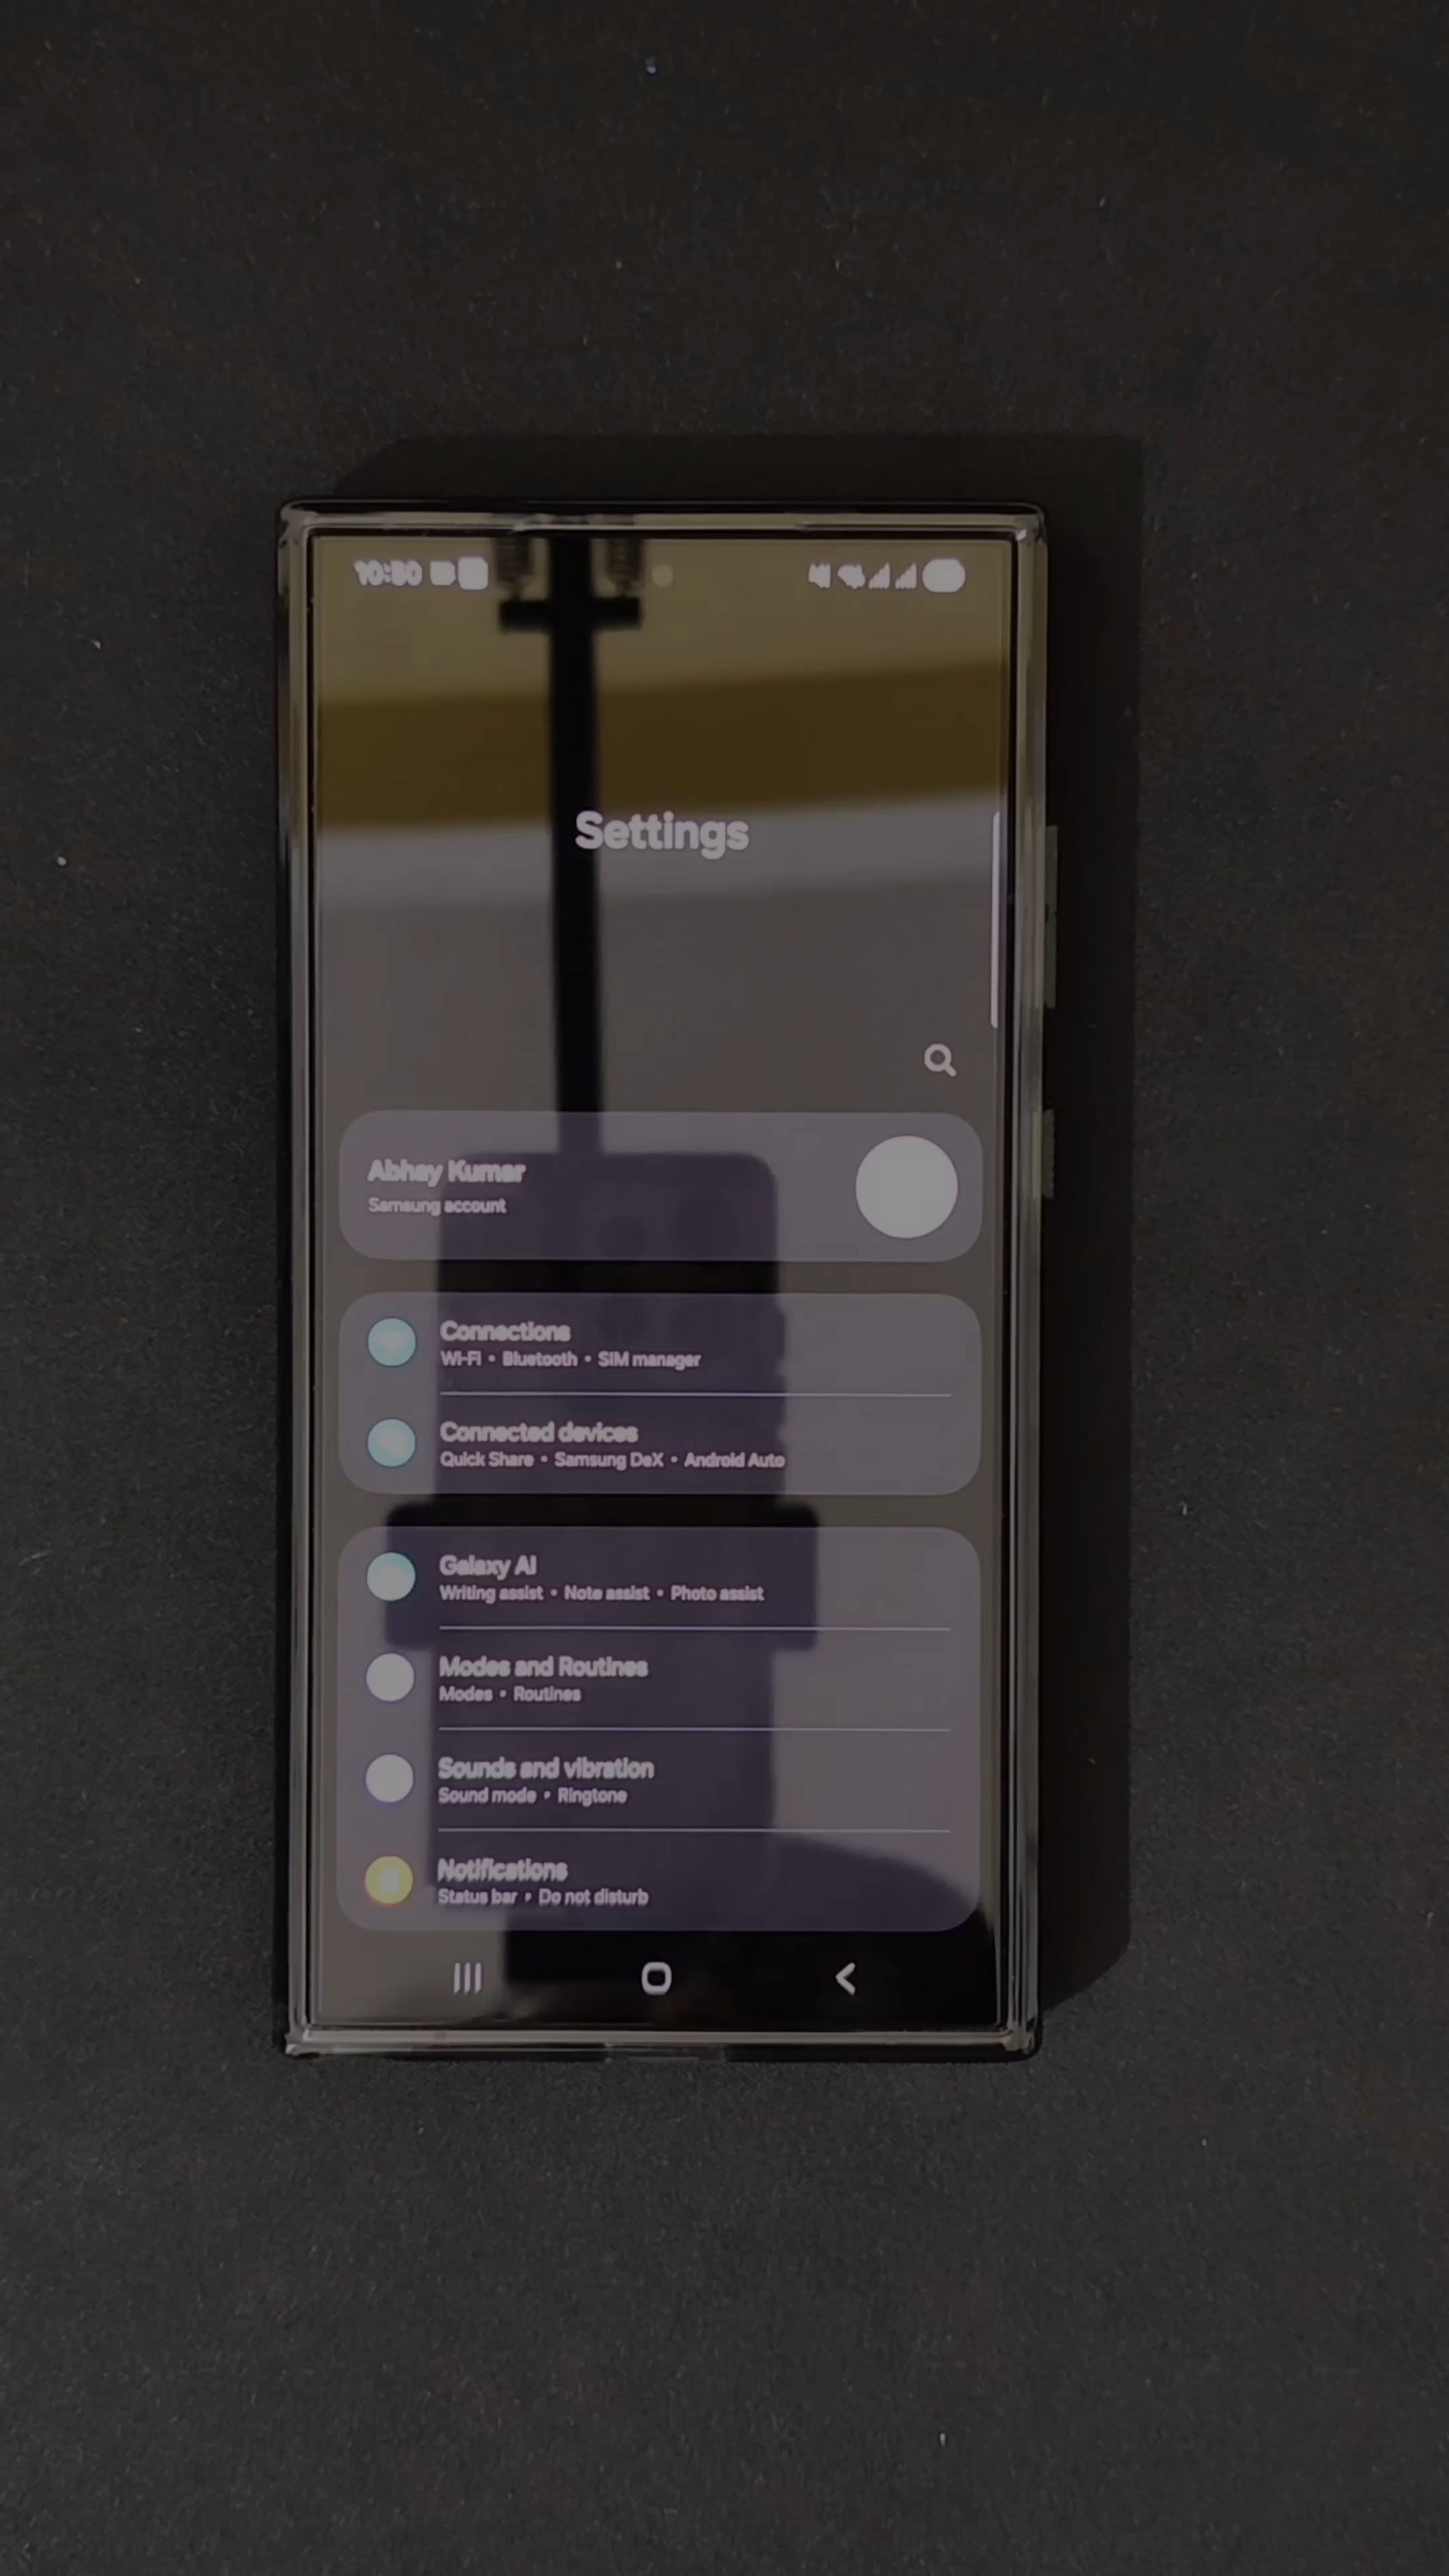 10:50
Settings
Abhay Kumar
Samsung account
Connections
Wi-Fi • Bluetooth • SIM manager
Connected devices
Quick Share • Samsung DeX • Android Auto
Galaxy AI
Writing assist • Note assist • Photo assist
Modes and Routines
Modes • Routines
Sounds and vibration
Sound mode • Ringtone
Notifications
Status bar • Do not disturb